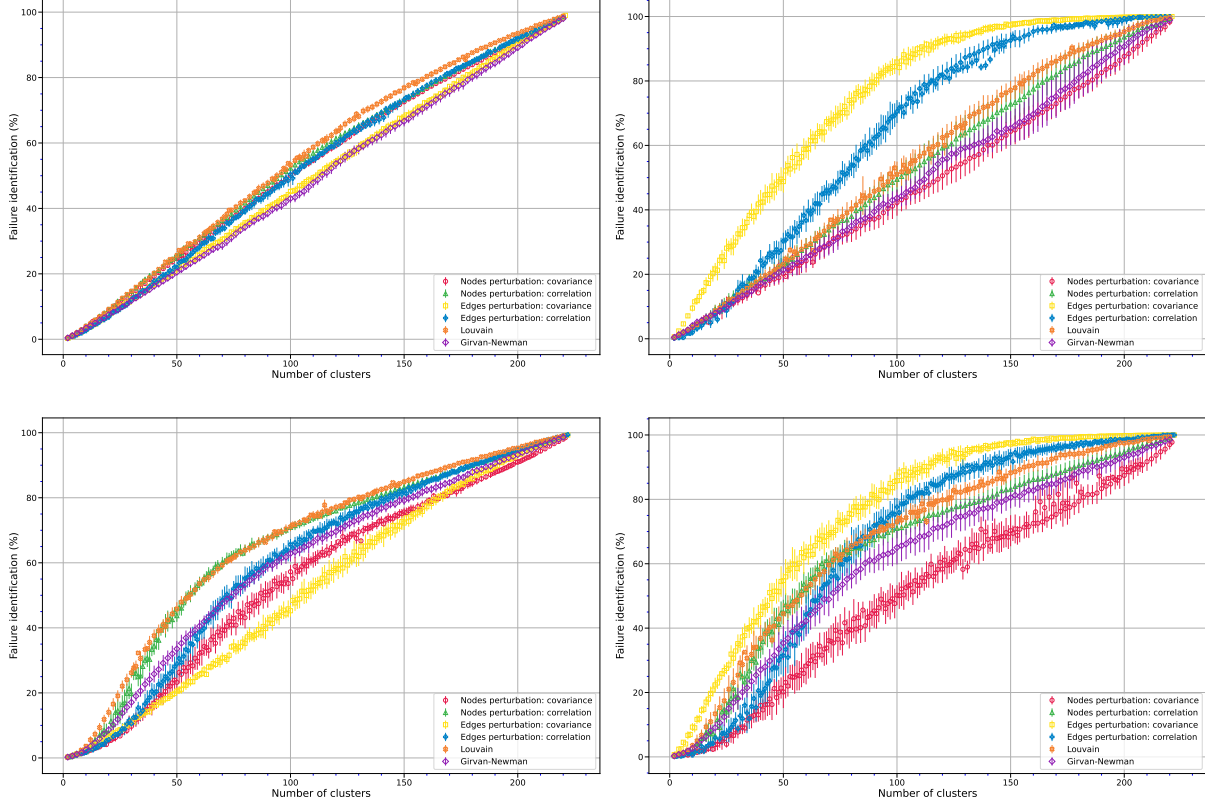 100
80
60
40
20
0
Failure identification (%)
Nodes perturbation: covariance
Nodes perturbation: correlation
Edges perturbation: covariance
Edges perturbation: correlation
Louvain
Girvan-Newman
0 50 100 150 200
Number of clusters
100
80
60
40
20
0
Failure identification (%)
Nodes perturbation: covariance
Nodes perturbation: correlation
Edges perturbation: covariance
Edges perturbation: correlation
Louvain
Girvan-Newman
0 50 100 150 200
Number of clusters
100
80
60
40
20
0
Failure identification (%)
Nodes perturbation: covariance
Nodes perturbation: correlation
Edges perturbation: covariance
Edges perturbation: correlation
Louvain
Girvan-Newman
0 50 100 150 200
Number of clusters
100
80
60
40
20
0
Failure identification (%)
Nodes perturbation: covariance
Nodes perturbation: correlation
Edges perturbation: covariance
Edges perturbation: correlation
Louvain
Girvan-Newman
0 50 100 150 200
Number of clusters